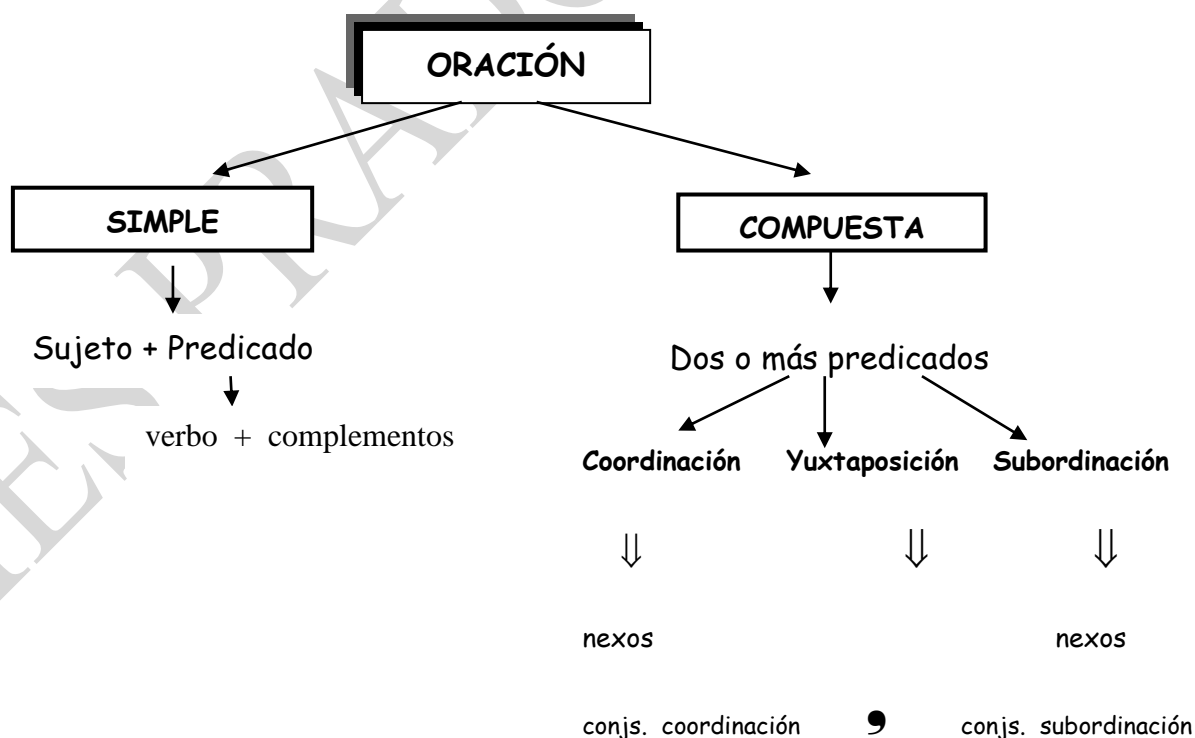 ORACIÓN
SIMPLE
COMPUESTA
Sujeto + Predicado
Dos o más predicados
verbo + complementos
Coordinación Yuxtaposición Subordinación
⇓ ⇓ ⇓
nexos nexos
conjs. coordinación , conjs. subordinación